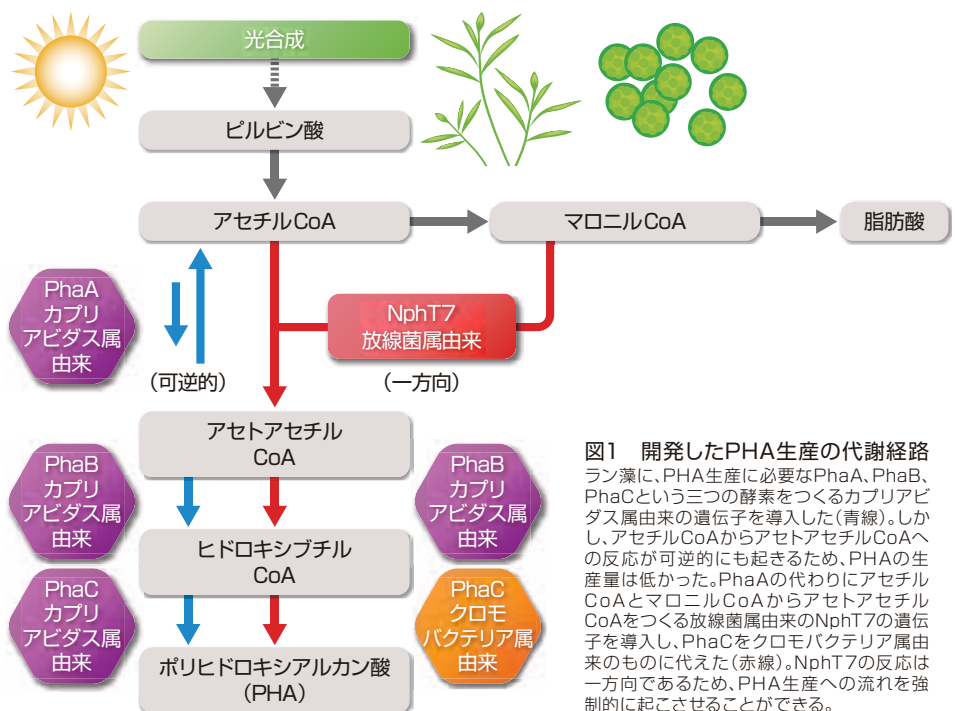 光合成
ピルビン酸
アセチルCoA
マロニルCoA
脂肪酸
PhaA
カプリ
アビダス属
由来
(可逆的)
NphT7
放線菌属由来
(一方向)
アセトアセチル
CoA
PhaB
カプリ
アビダス属
由来
PhaB
カプリ
アビダス属
由来
ヒドロキシブチル
CoA
PhaC
カプリ
アビダス属
由来
PhaC
クロモ
バクテリア属
由来
ポリヒドロキシアルカン酸
(PHA)
図1 開発したPHA生産の代謝経路
ラン藻に、PHA生産に必要なPhaA、PhaB、
PhaCという三つの酵素をつくるカプリアビ
ダス属由来の遺伝子を導入した(青線)。しか
し、アセチルCoAからアセトアセチルCoAへ
の反応が可逆的にも起きるため、PHAの生
産量は低かった。PhaAの代わりにアセチル
CoAとマロニルCoAからアセトアセチル
CoAをつくる放線菌属由来のNphT7の遺伝
子を導入し、PhaCをクロモバクテリア属由
来のものに代えた(赤線)。NphT7の反応は
一方向であるため、PHA生産への流れを強
制的に起こさせることができる。